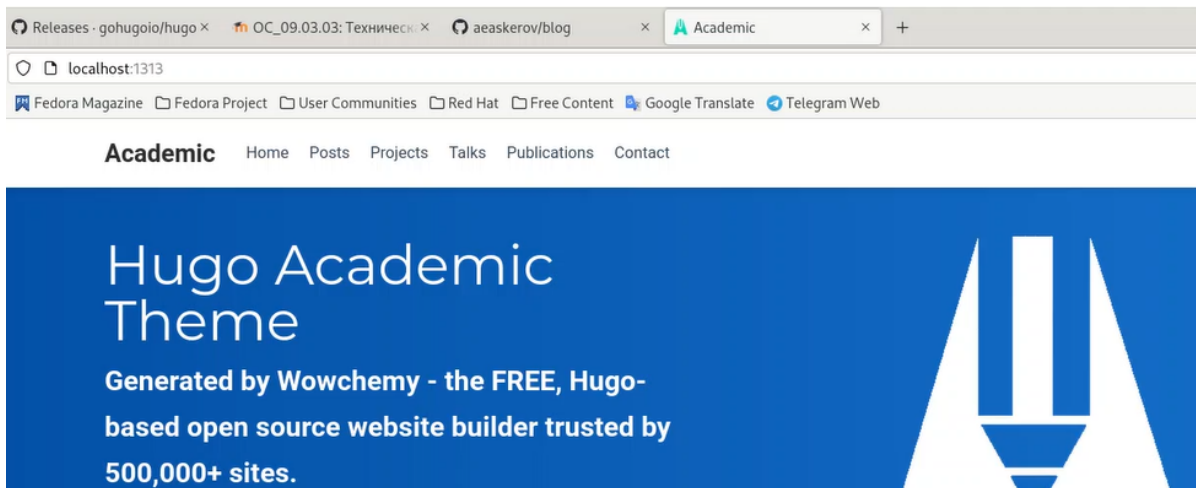 Releases · gohugoio/hugo × OC_09.03.03: Техническ × aeaskerov/blog × Academic × +
localhost:1313
Fedora Magazine Fedora Project User Communities Red Hat Free Content Google Translate Telegram Web
Academic Home Posts Projects Talks Publications Contact
Hugo Academic
Theme
Generated by Wowchemy - the FREE, Hugo-
based open source website builder trusted by
500,000+ sites.